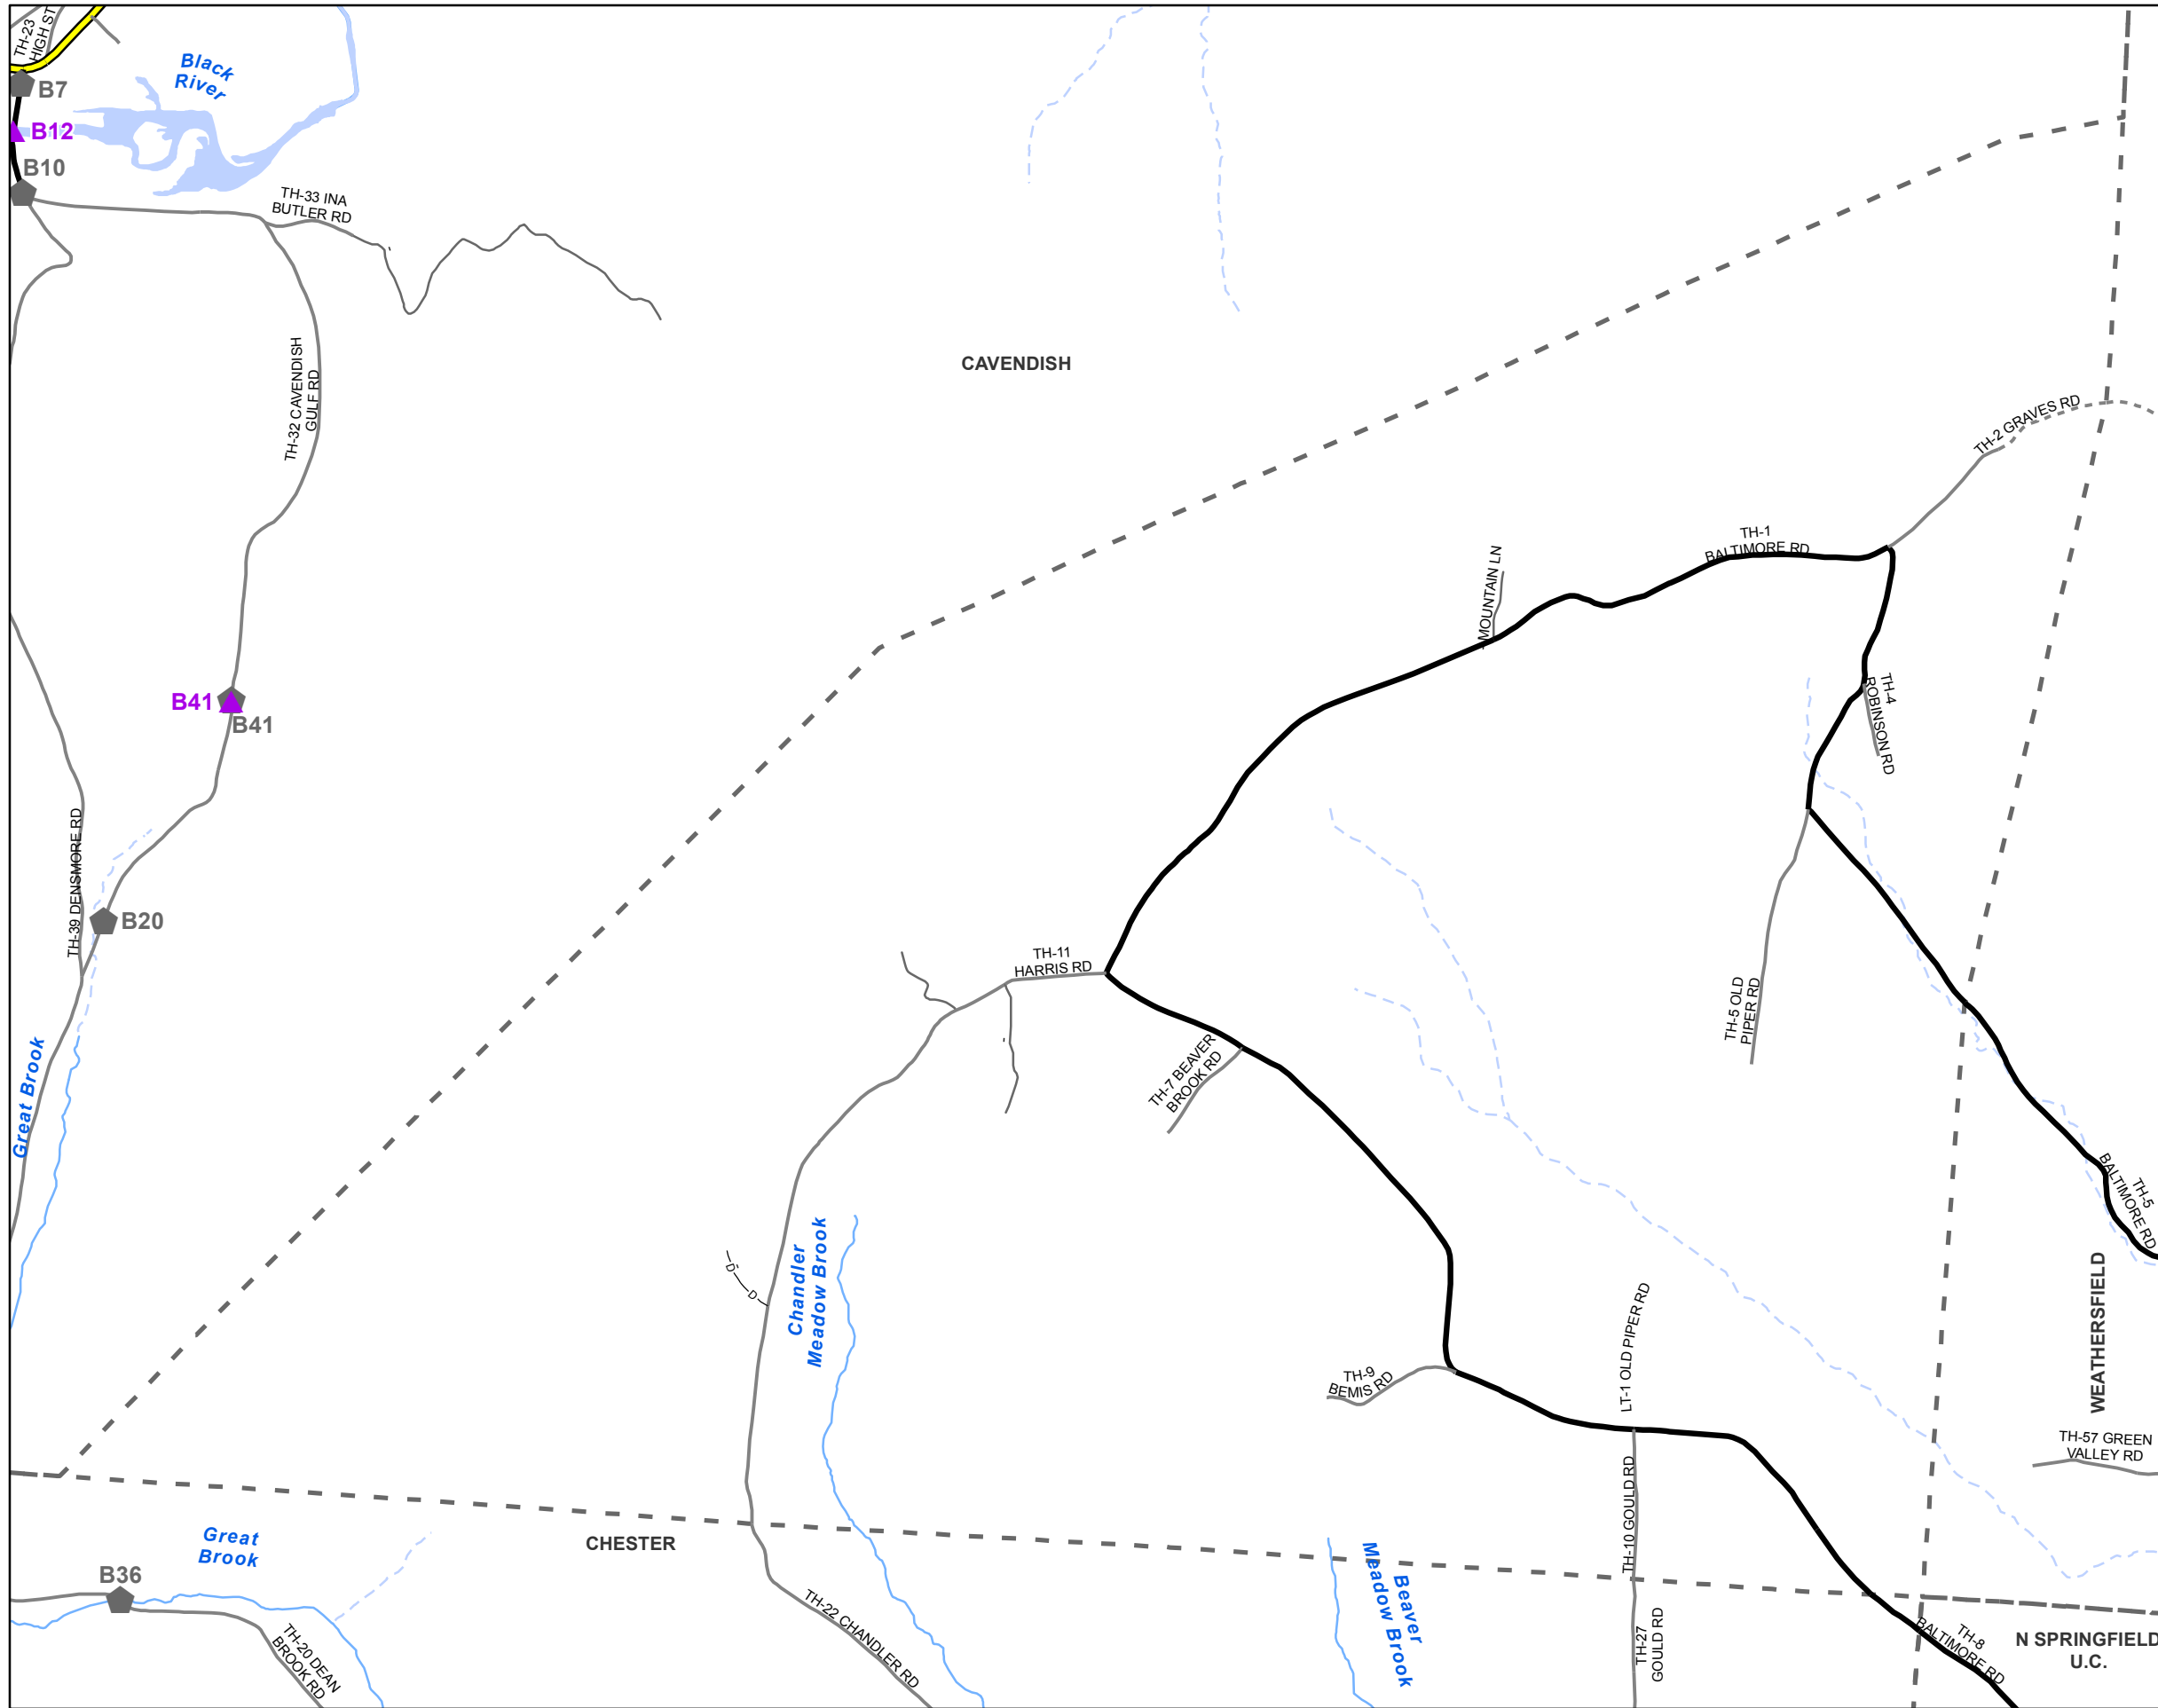 TH-23
HIGH ST
Black
River
B7
B12
B10
TH-33 INA
BUTLER RD
CAVENDISH
TH-32 CAVENDISH
GULF RD
TH-2 GRAVES RD
TH-1
BALTIMORE RD
MOUNTAIN LN
TH-4
ROBINSON RD
B41
B41
TH-39 DENSMORE RD
B20
TH-11
HARRIS RD
TH-5 OLD
PIPER RD
TH-7 BEAVER
BROOK RD
Great Brook
TH-5
BALTIMORE RD
Chandler
Meadow Brook
D
D
LT-1 OLD PIPER RD
WEATHERSFIELD
TH-9
BEMIS RD
TH-57 GREEN
VALLEY RD
TH-10 GOULD RD
CHESTER
Great
Brook
B36
Beaver
Meadow Brook
TH-22 CHANDLER RD
TH-20 DEAN
BROOK RD
TH-27
GOULD RD
TH-8
BALTIMORE RD
N SPRINGFIELD
U.C.